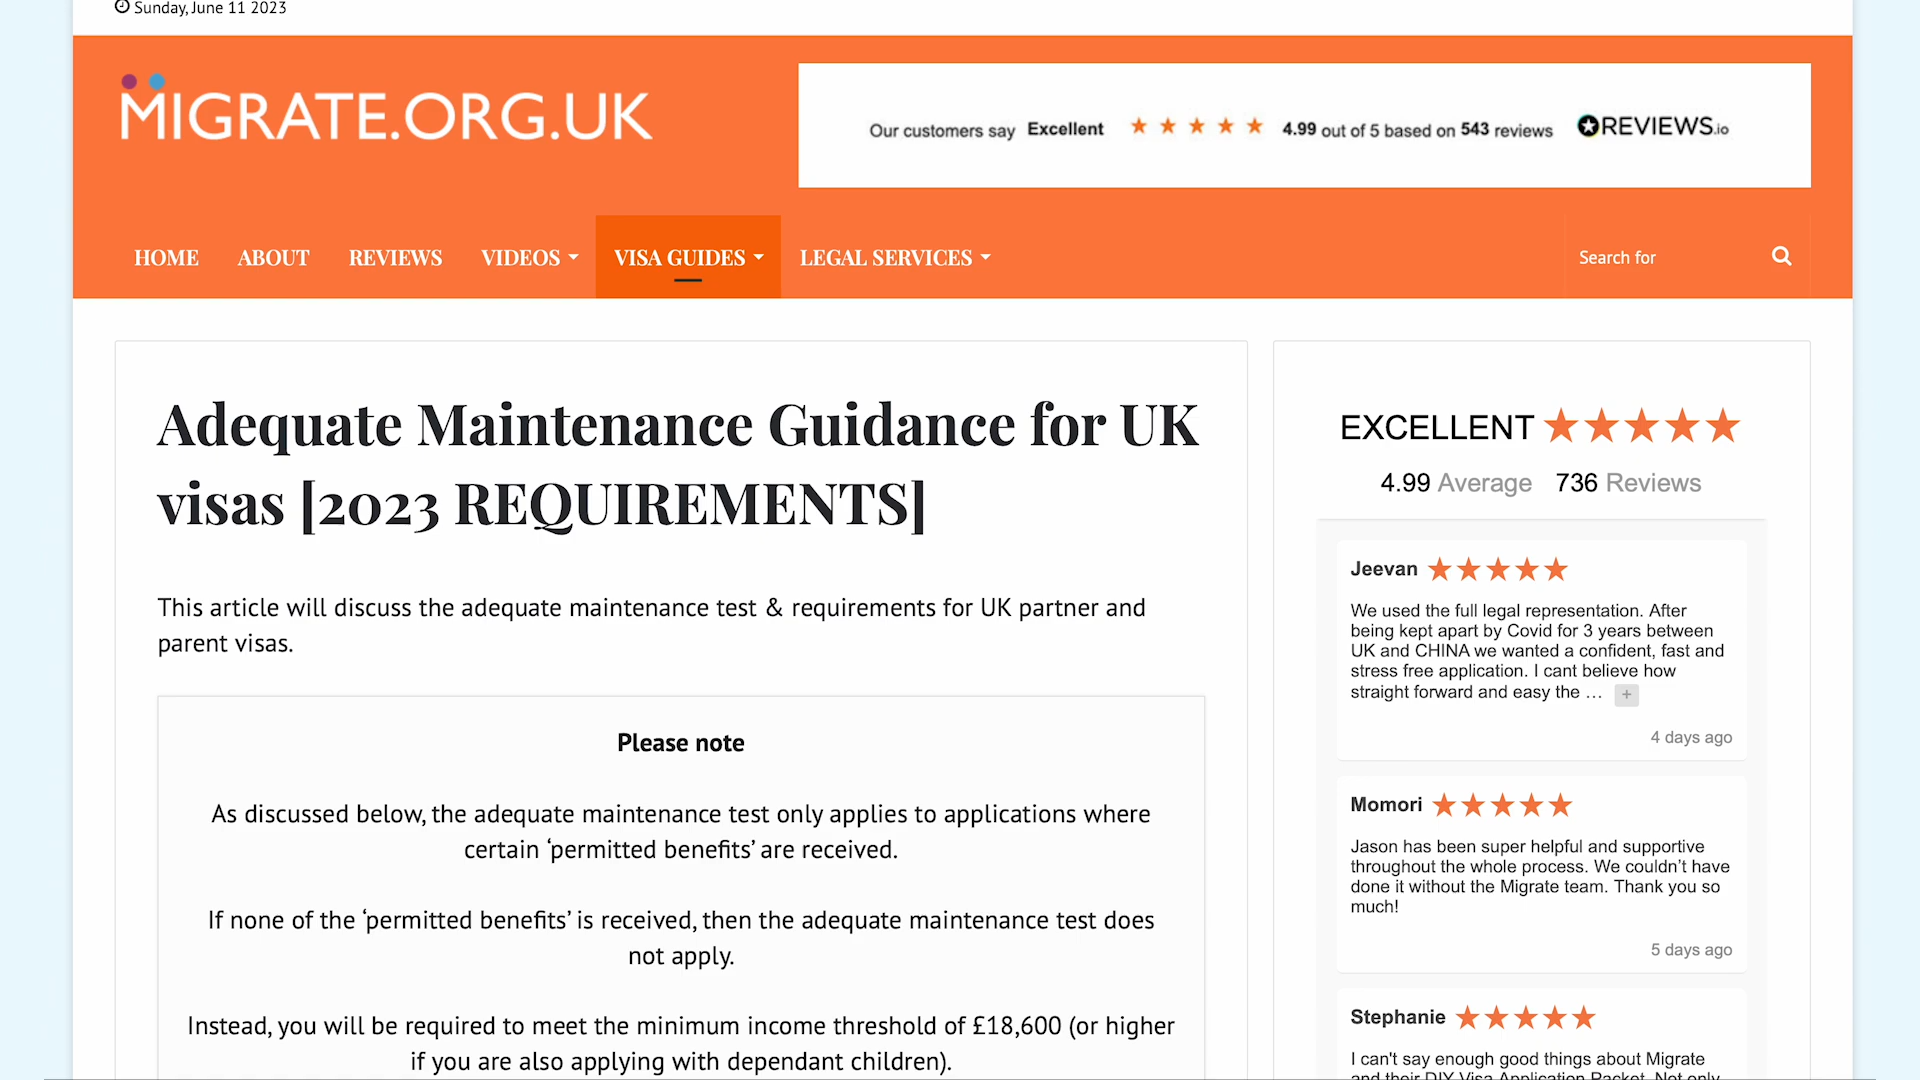 Sunday, June 11 2023
MIGRATE.ORG.UK
Our customers say Excellent 4.99 out of 5 based on 543 reviews REVIEWS.io
HOME ABOUT REVIEWS VIDEOS VISA GUIDES LEGAL SERVICES Search for
Adequate Maintenance Guidance for UK
visas [2023 REQUIREMENTS]
This article will discuss the adequate maintenance test & requirements for UK partner and
parent visas.
Please note
As discussed below, the adequate maintenance test only applies to applications where
certain ‘permitted benefits’ are received.
If none of the ‘permitted benefits’ is received, then the adequate maintenance test does
not apply.
Instead, you will be required to meet the minimum income threshold of £18,600 (or higher
if you are also applying with dependant children).
EXCELLENT
4.99 Average 736 Reviews
Jeevan
We used the full legal representation. After
being kept apart by Covid for 3 years between
UK and CHINA we wanted a confident, fast and
stress free application. I cant believe how
straight forward and easy the ... +
4 days ago
Momori
Jason has been super helpful and supportive
throughout the whole process. We couldn’t have
done it without the Migrate team. Thank you so
much!
5 days ago
Stephanie
I can't say enough good things about Migrate
and their DIY Visa Application Packet. Not only